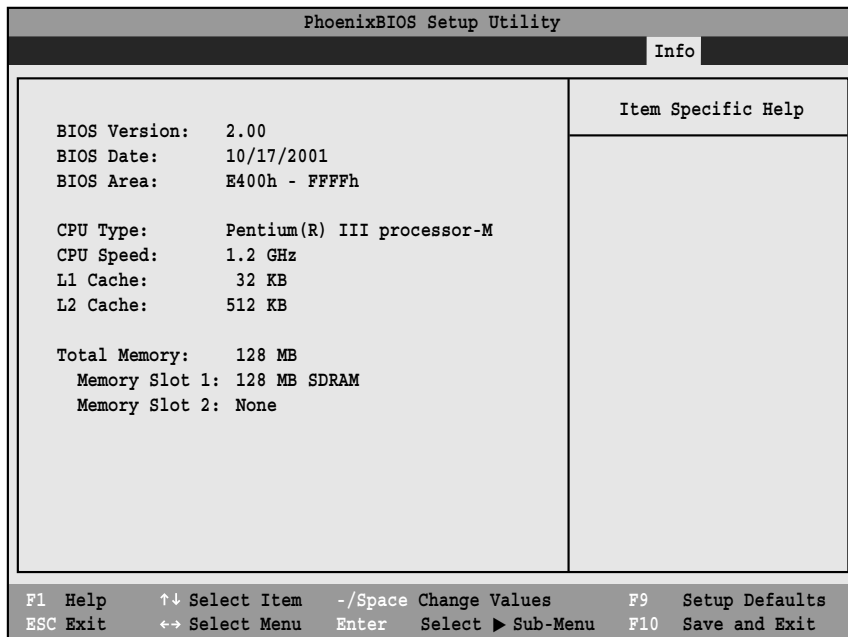 PhoenixBIOS Setup Utility
Info
Item Specific Help
BIOS Version: 2.00
BIOS Date: 10/17/2001
BIOS Area: E400h - FFFFh
CPU Type: Pentium(R) III processor-M
CPU Speed: 1.2 GHz
L1 Cache: 32 KB
L2 Cache: 512 KB
Total Memory: 128 MB
Memory Slot 1: 128 MB SDRAM
Memory Slot 2: None
F1 Help ↑↓ Select Item -/Space Change Values F9 Setup Defaults
ESC Exit ←→ Select Menu Enter Select ▶ Sub-Menu F10 Save and Exit